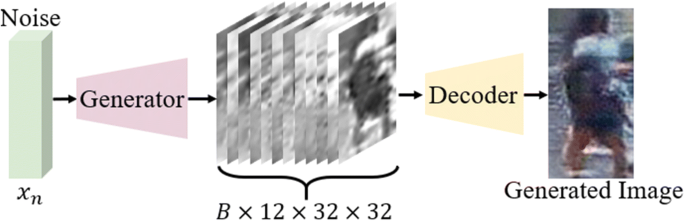 Noise
Generator
Decoder
x_n
Generated Image
B × 12 × 32 × 32